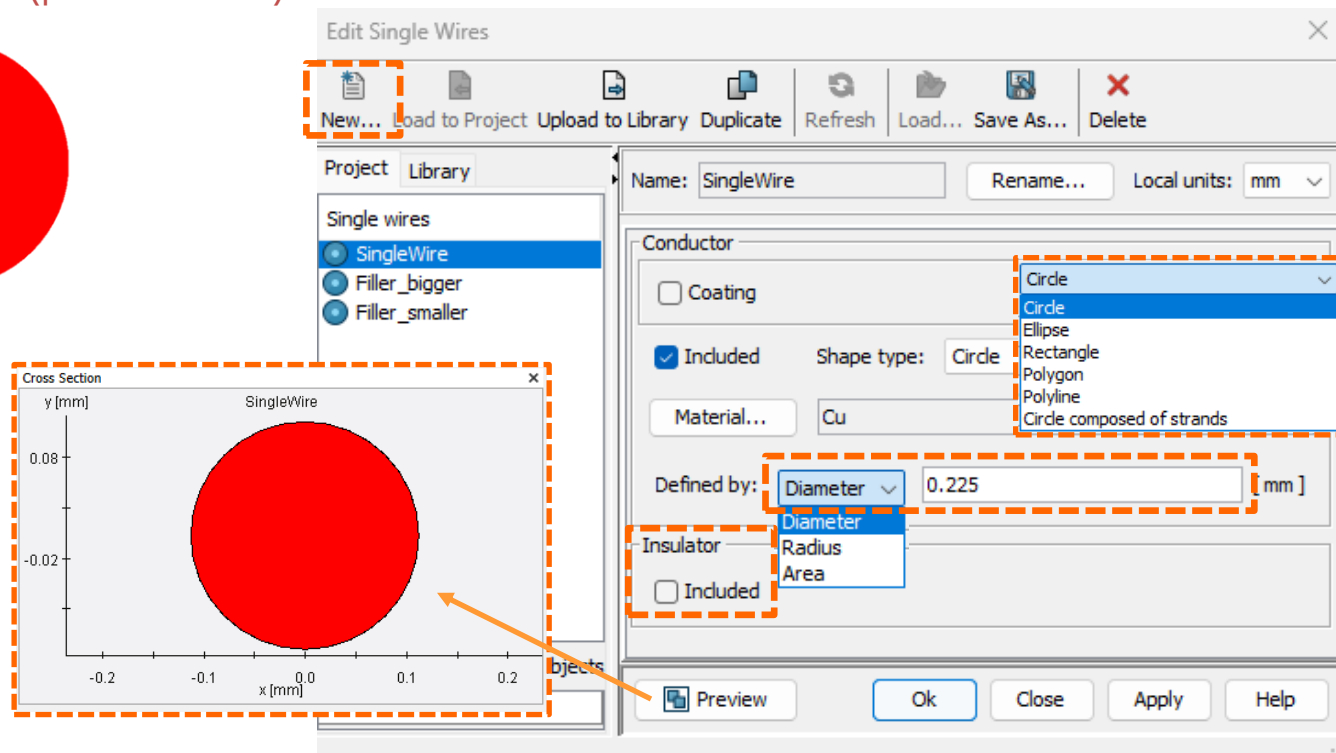 Edit Single Wires
New... Load to Project Upload to Library Duplicate Refresh Load... Save As... Delete
Project Library
Name: SingleWire Rename... Local units: mm
Single wires
SingleWire
Filler_bigger
Filler_smaller
Conductor
Coating
Circle
Circle
Ellipse
Rectangle
Polygon
Polyline
Circle composed of strands
Included Shape type: Circle
Material... Cu
Defined by: Diameter 0.225 [ mm ]
Diameter
Radius
Area
Insulator
Included
Cross Section
y [mm] SingleWire
0.08
-0.02
-0.2 -0.1 0.0 0.1 0.2
x [mm]
bjects
Preview Ok Close Apply Help